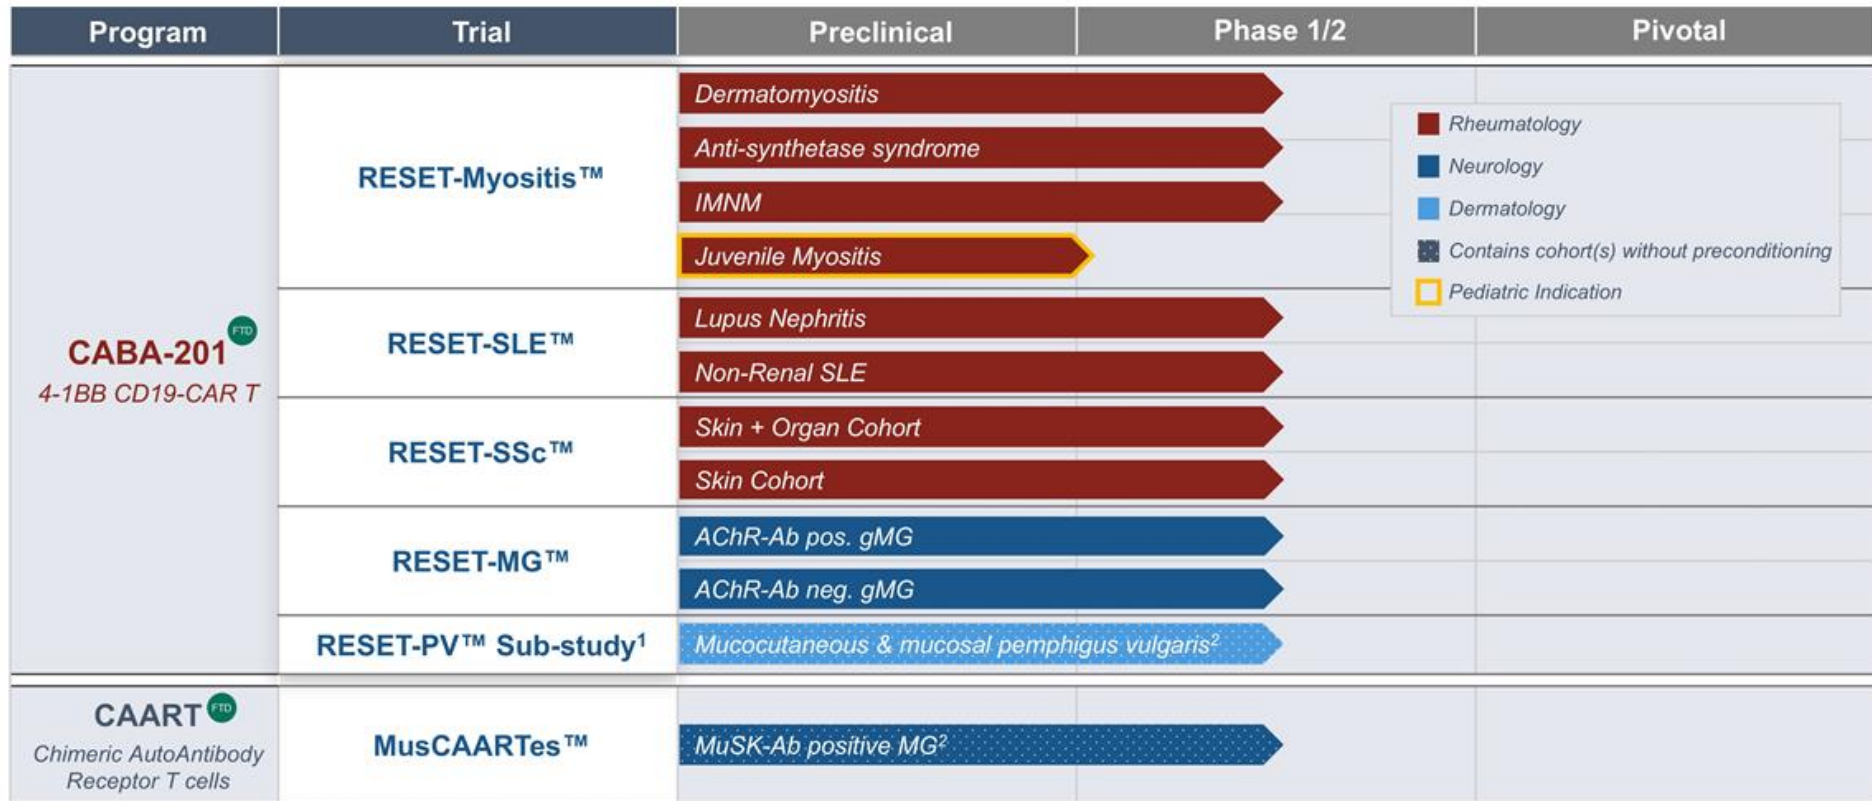 Program Trial Preclinical Phase 1/2 Pivotal
Dermatomyositis
Anti-synthetase syndrome
RESET-Myositis™
IMNM
Juvenile Myositis
Rheumatology
Neurology
Dermatology
Contains cohort(s) without preconditioning
Pediatric Indication
CABA-201 FTD
4-1BB CD19-CAR T
RESET-SLE™
Lupus Nephritis
Non-Renal SLE
RESET-SSc™
Skin + Organ Cohort
Skin Cohort
RESET-MG™
AChR-Ab pos. gMG
AChR-Ab neg. gMG
RESET-PV™ Sub-study¹
Mucocutaneous & mucosal pemphigus vulgaris²
CAART FTD
Chimeric AutoAntibody
Receptor T cells
MusCAARTes™
MuSK-Ab positive MG²